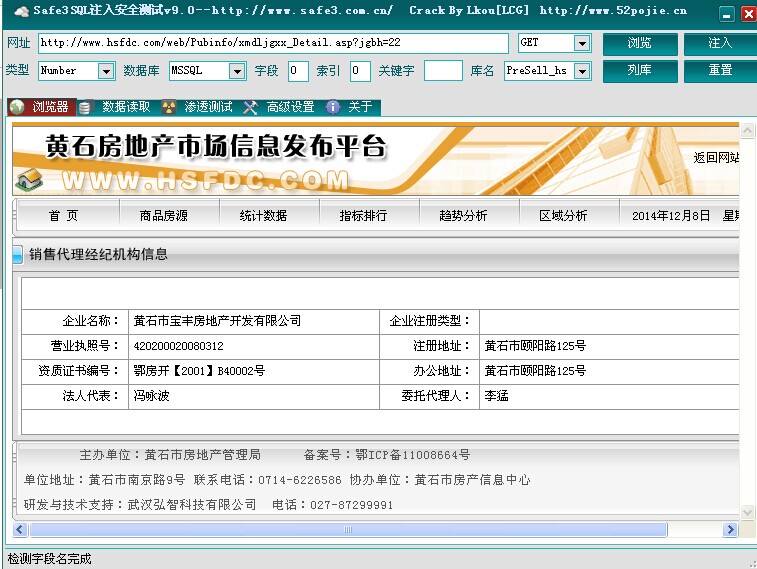 Safe3SQL注入安全测试v9.0--http://www.safe3.com.cn/ Crack By Lkou[LCG] http://www.52pojie.cn
网址 http://www.hsfdc.com/web/Pubinfo/xmdljgxx_Detail.asp?jgbh=22 GET 浏览 注入
类型 Number 数据库 MSSQL 字段 0 索引 0 关键字 库名 PreSell_hs 列库 重置
浏览器 数据读取 渗透测试 高级设置 关于
黄石房地产市场信息发布平台 返回网站
WWW.HSFDC.COM
首 页 商品房源 统计数据 指标排行 趋势分析 区域分析 2014年12月8日 星
销售代理经纪机构信息
企业名称： 黄石市宝丰房地产开发有限公司 企业注册类型：
营业执照号： 420200020080312 注册地址： 黄石市颐阳路125号
资质证书编号： 鄂房开【2001】B40002号 办公地址： 黄石市颐阳路125号
法人代表： 冯咏波 委托代理人： 李猛
主办单位：黄石市房地产管理局 备案号：鄂ICP备11008664号
单位地址：黄石市南京路9号 联系电话：0714-6226586 协办单位：黄石市房产信息中心
研发与技术支持：武汉弘智科技有限公司 电话：027-87299991
检测字段名完成